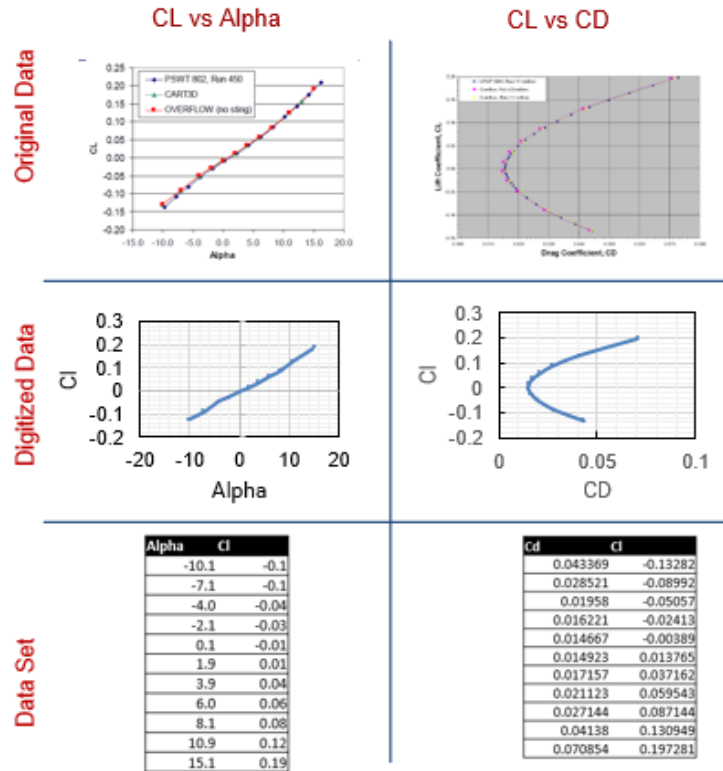 CL vs Alpha
CL vs CD
Original Data
0.25
0.20
0.15
0.10
0.05
0.00
-0.05
-0.10
-0.15
-0.20
CL
PSWT 802, Run 450
CART3D
OVERFLOW (no sting)
-15.0 -10.0 -5.0 0.0 5.0 10.0 15.0 20.0
Alpha
Lift Coefficient, CL
Drag Coefficient, CD
Digitized Data
0.3
0.2
0.1
0
-0.1
-0.2
Cl
-20 -10 0 10 20
Alpha
0.3
0.2
0.1
0
-0.1
-0.2
Cl
0 0.05 0.1
CD
Data Set
Alpha Cl
-10.1 -0.1
-7.1 -0.1
-4.0 -0.04
-2.1 -0.03
0.1 -0.01
1.9 0.01
3.9 0.04
6.0 0.06
8.1 0.08
10.9 0.12
15.1 0.19
Cd Cl
0.043369 -0.13282
0.028521 -0.08992
0.01958 -0.05057
0.016221 -0.02413
0.014667 -0.00389
0.014923 0.013765
0.017157 0.037162
0.021123 0.059543
0.027144 0.087144
0.04138 0.130949
0.070854 0.197281